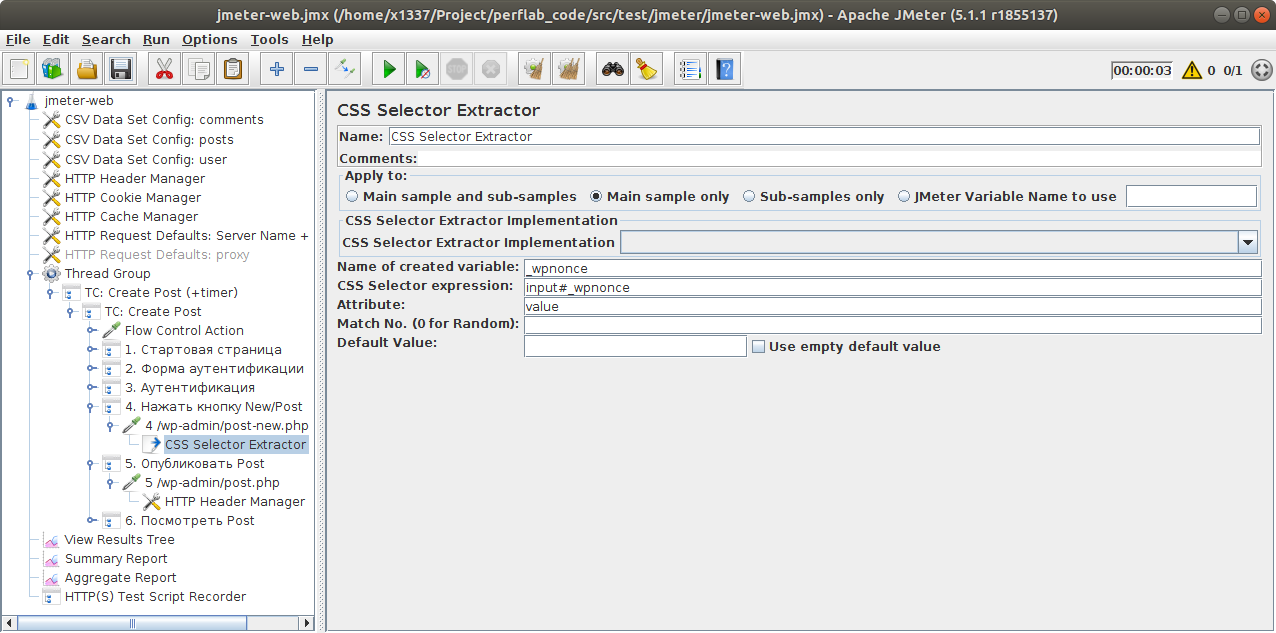 jmeter-web.jmx (/home/x1337/Project/perflab_code/src/test/jmeter/jmeter-web.jmx) - Apache JMeter (5.1.1 r1855137)
File Edit Search Run Options Tools Help
STOP
00:00:03 0 0/1
jmeter-web
CSV Data Set Config: comments
CSV Data Set Config: posts
CSV Data Set Config: user
HTTP Header Manager
HTTP Cookie Manager
HTTP Cache Manager
HTTP Request Defaults: Server Name +
HTTP Request Defaults: proxy
Thread Group
TC: Create Post (+timer)
TC: Create Post
Flow Control Action
1. Стартовая страница
2. Форма аутентификации
3. Аутентификация
4. Нажать кнопку New/Post
4 /wp-admin/post-new.php
CSS Selector Extractor
5. Опубликовать Post
5 /wp-admin/post.php
HTTP Header Manager
6. Посмотреть Post
View Results Tree
Summary Report
Aggregate Report
HTTP(S) Test Script Recorder
CSS Selector Extractor
Name: CSS Selector Extractor
Comments:
Apply to:
Main sample and sub-samples Main sample only Sub-samples only JMeter Variable Name to use
CSS Selector Extractor Implementation
CSS Selector Extractor Implementation
Name of created variable: _wpnonce
CSS Selector expression: input#_wpnonce
Attribute: value
Match No. (0 for Random):
Default Value: Use empty default value